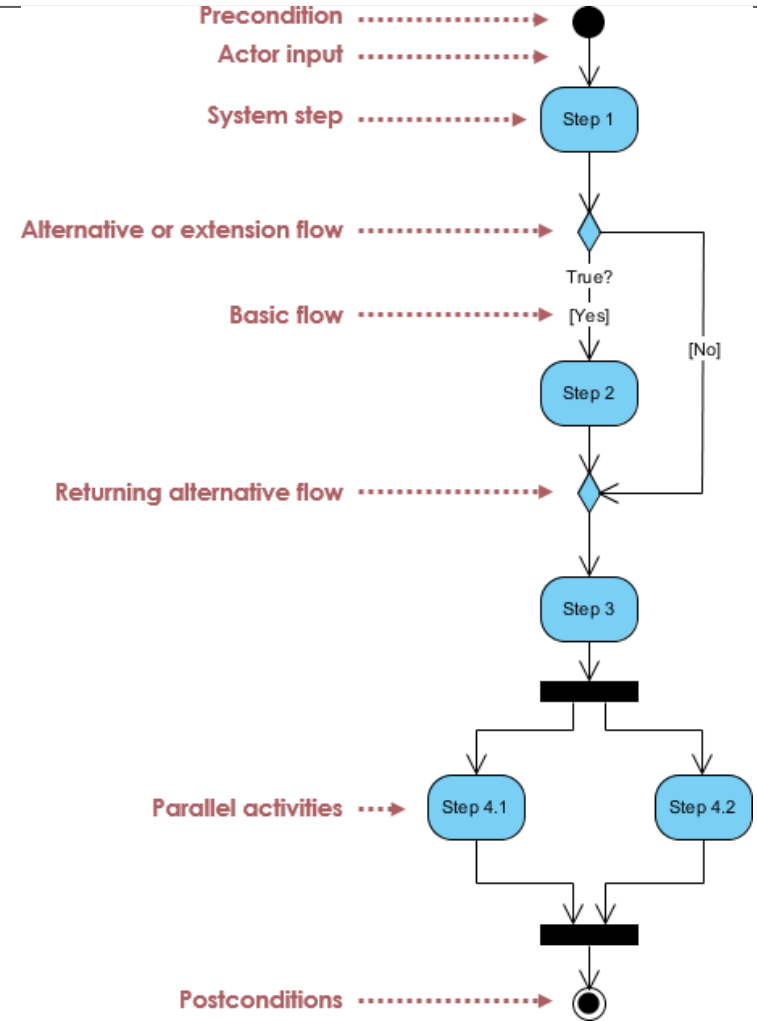 Precondition
Actor input
System step
Step 1
Alternative or extension flow
True?
Basic flow
[Yes]
[No]
Step 2
Returning alternative flow
Step 3
Parallel activities
Step 4.1
Step 4.2
Postconditions